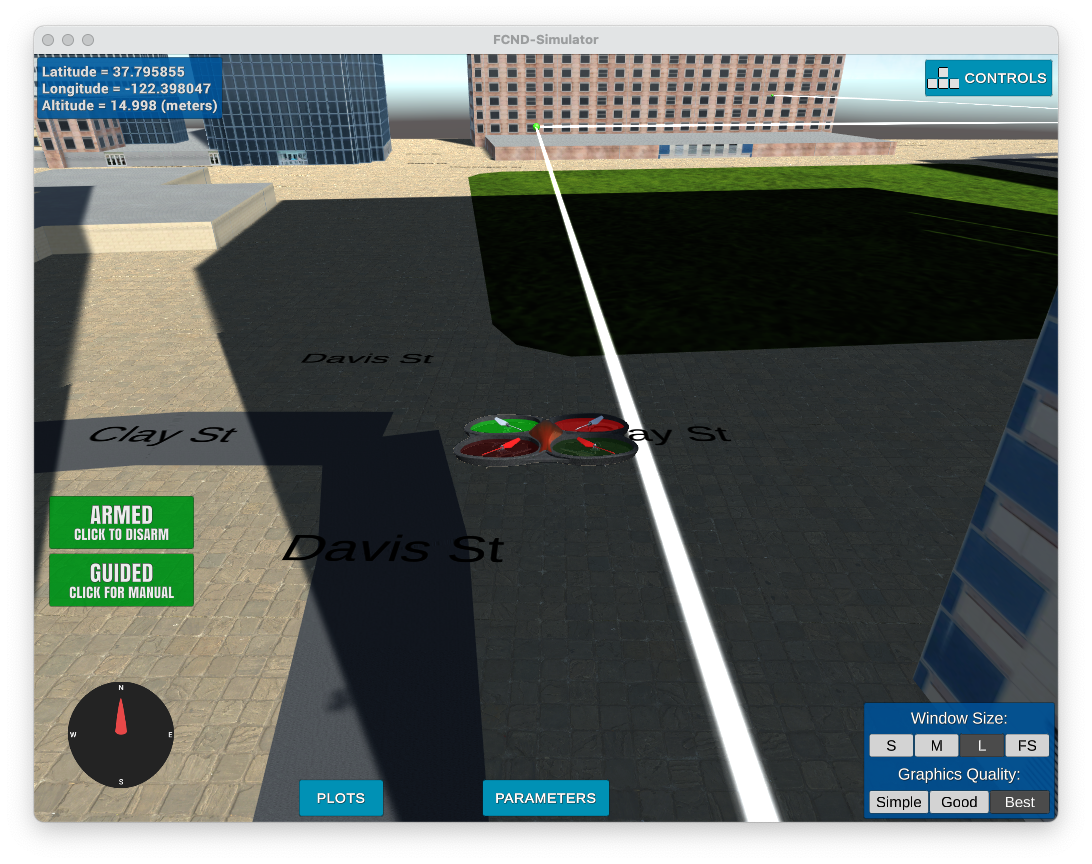 FCND-Simulator
Latitude = 37.795855
Longitude = -122.398047
Altitude = 14.998 (meters)
CONTROLS
Davis St
Clay St
ay St
Davis St
ARMED
CLICK TO DISARM
GUIDED
CLICK FOR MANUAL
N
W
E
S
Window Size:
S M L FS
Graphics Quality:
Simple Good Best
PLOTS
PARAMETERS